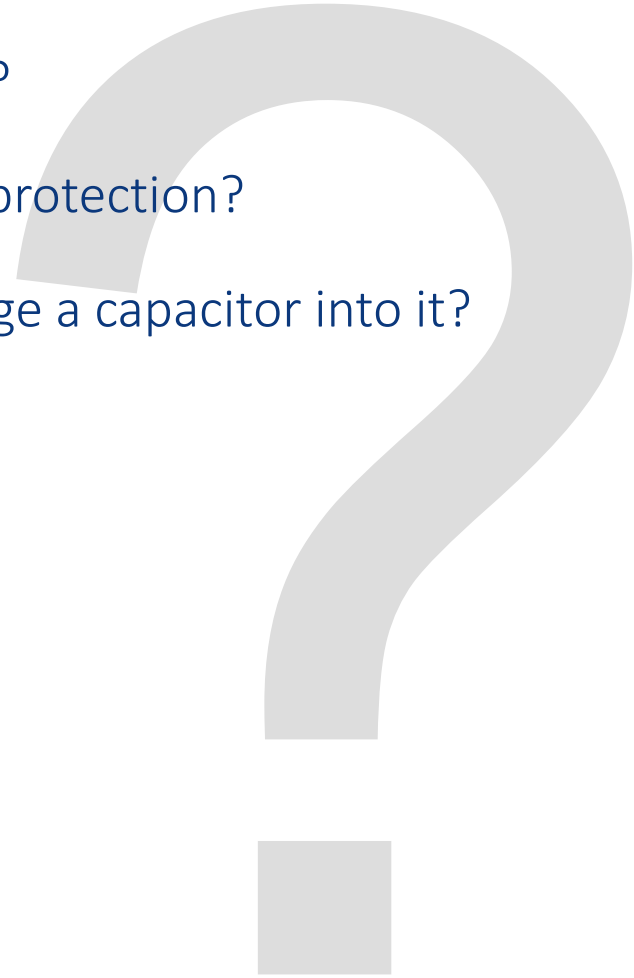 ?
protection?
ge a capacitor into it?
?